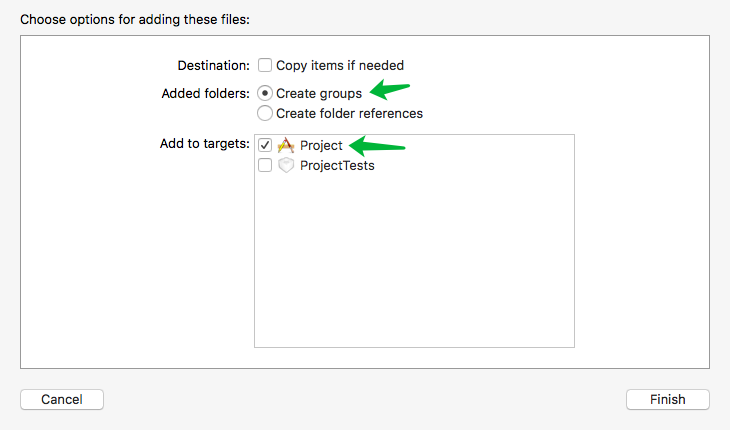 Choose options for adding these files:
Destination: Copy items if needed
Added folders: Create groups
Create folder references
Add to targets: Project
ProjectTests
Cancel Finish